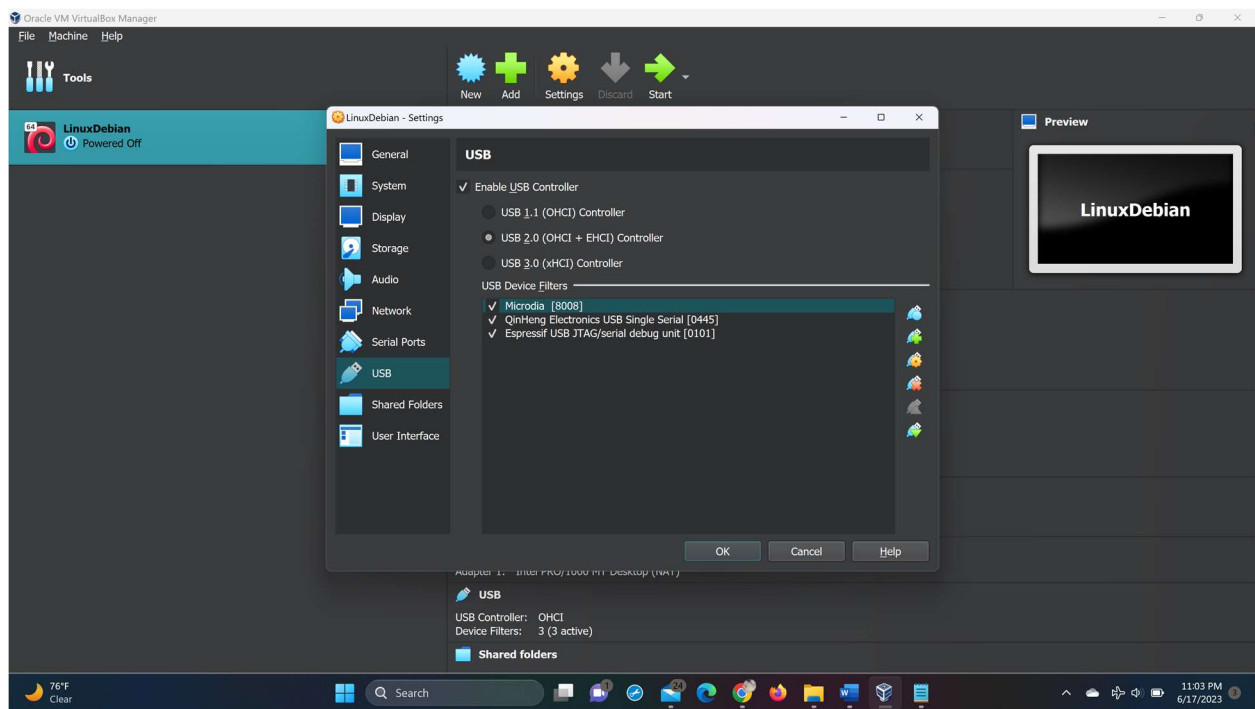 Oracle VM VirtualBox Manager
File Machine Help
Tools
New Add Settings Discard Start
64
LinuxDebian
Powered Off
LinuxDebian - Settings
General
System
Display
Storage
Audio
Network
Serial Ports
USB
Shared Folders
User Interface
USB
Enable USB Controller
USB 1.1 (OHCI) Controller
USB 2.0 (OHCI + EHCI) Controller
USB 3.0 (xHCI) Controller
USB Device Filters
Microdia [8008]
QinHeng Electronics USB Single Serial [0445]
Espressif USB JTAG/serial debug unit [0101]
OK Cancel Help
Preview
LinuxDebian
Adapter 1: Intel PRO/1000 MT Desktop (NAT)
USB
USB Controller: OHCI
Device Filters: 3 (3 active)
Shared folders
76°F
Clear
Search
1
24
11:03 PM
6/17/2023
3